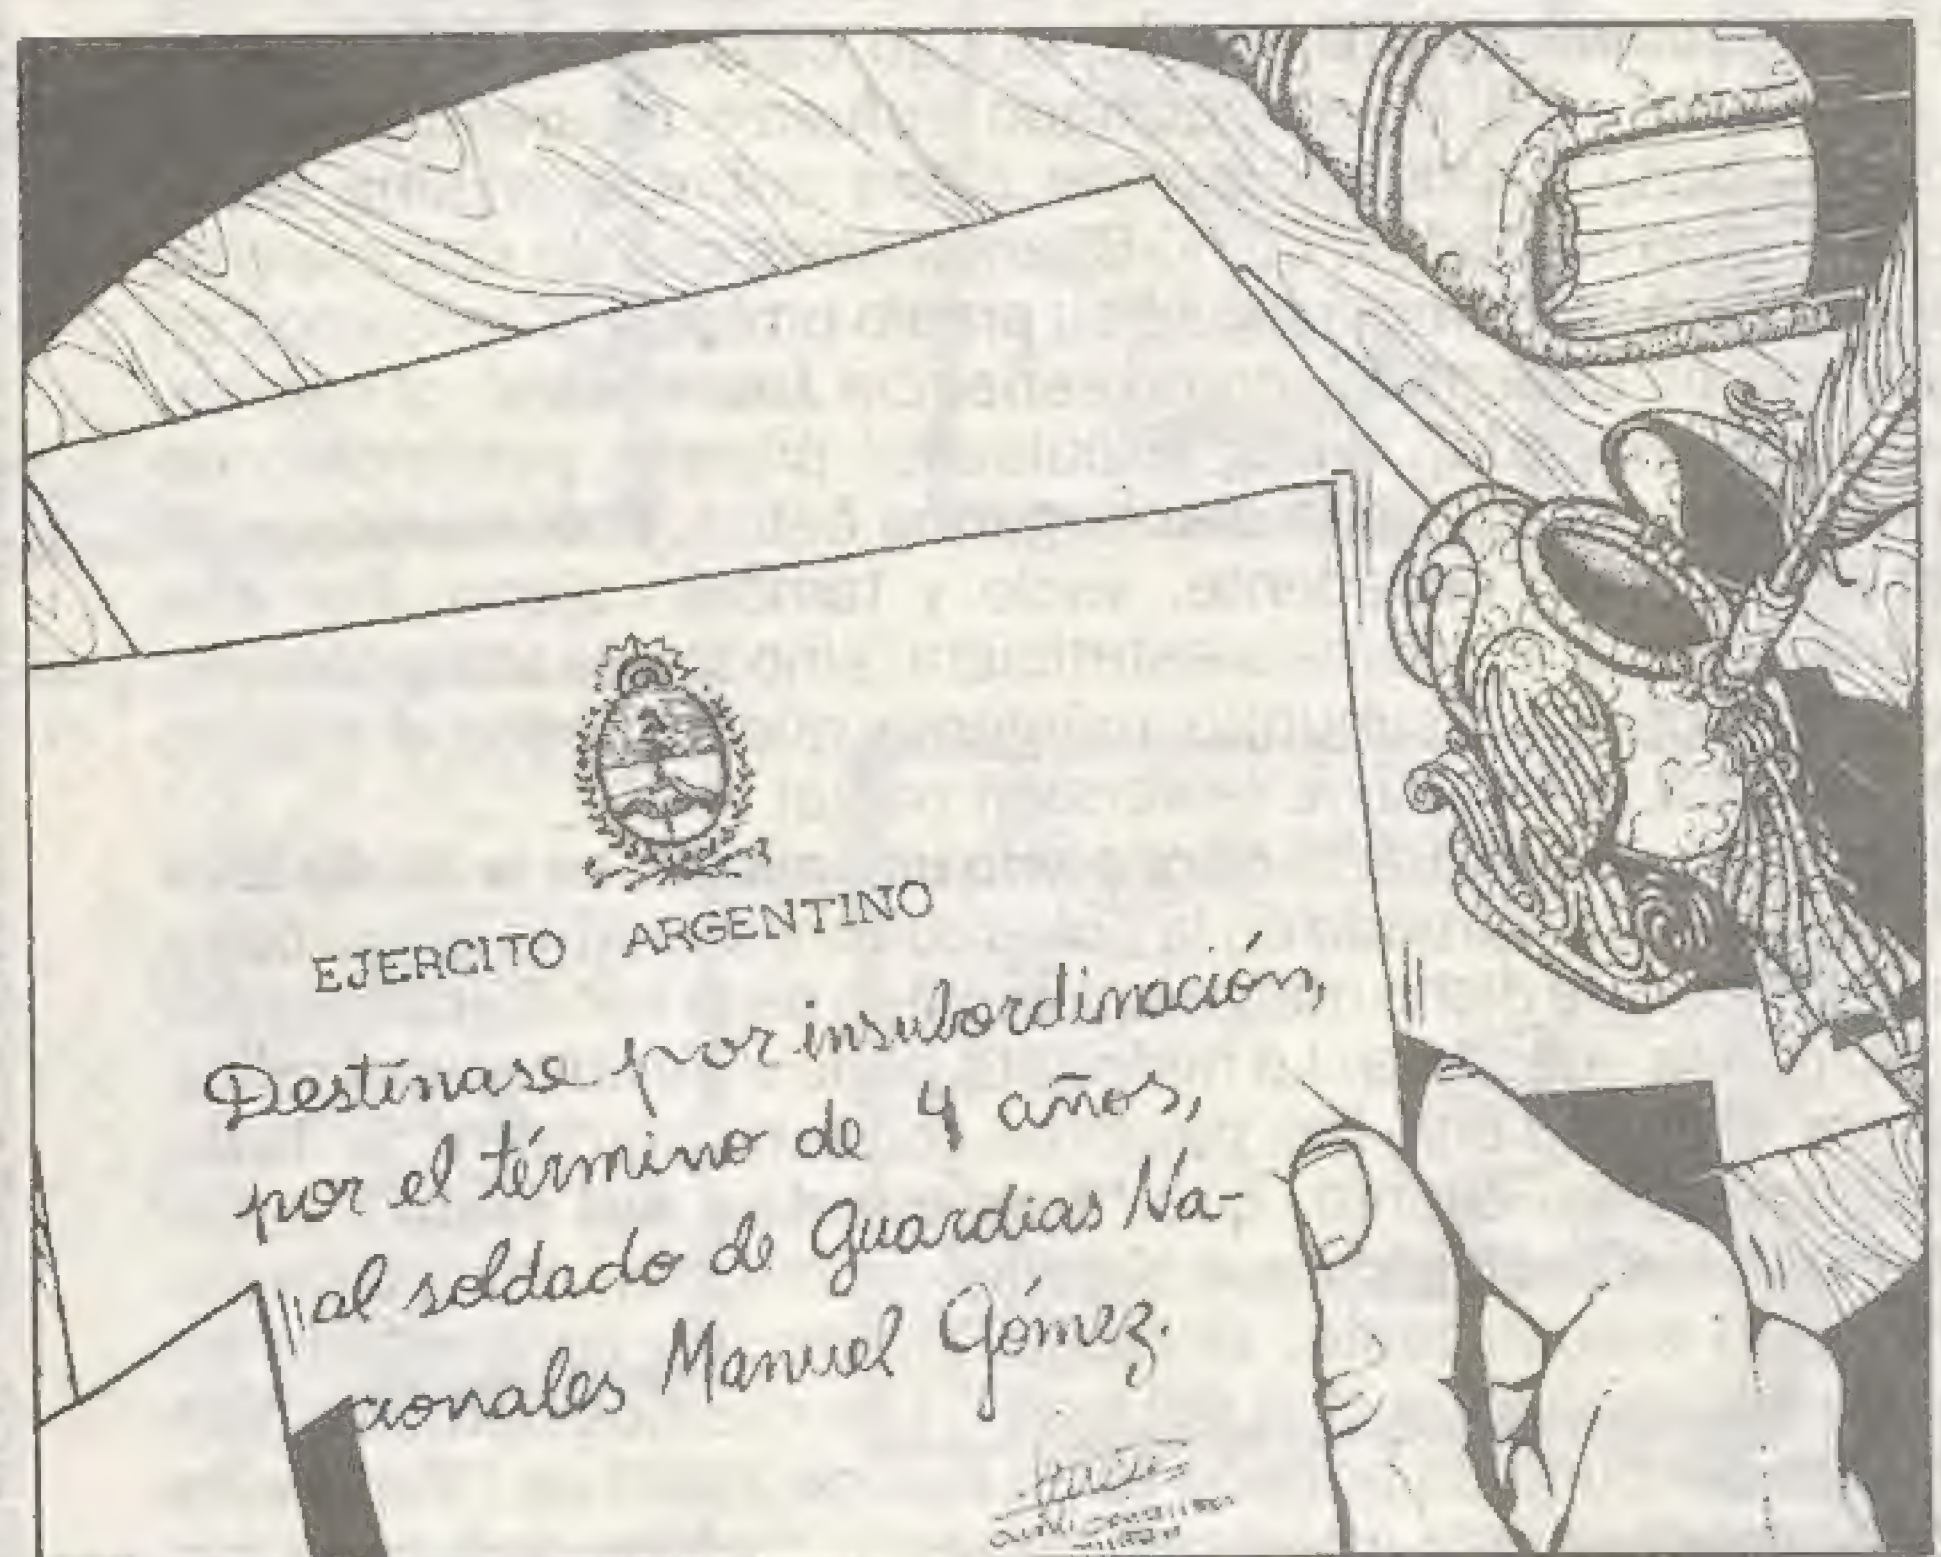 EJERCITO ARGENTINO
Destínase por insubordinación,
por el término de 4 años,
al soldado de Guardias Na-
cionales Manuel Gómez.